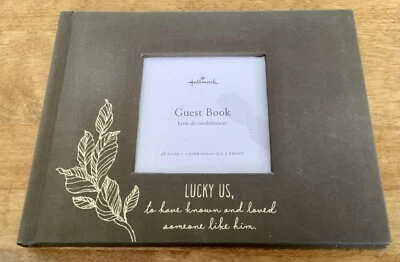 Hallmark
Guest Book
Livre de condoléances
LUCKY US,
to have known and loved
someone like him.